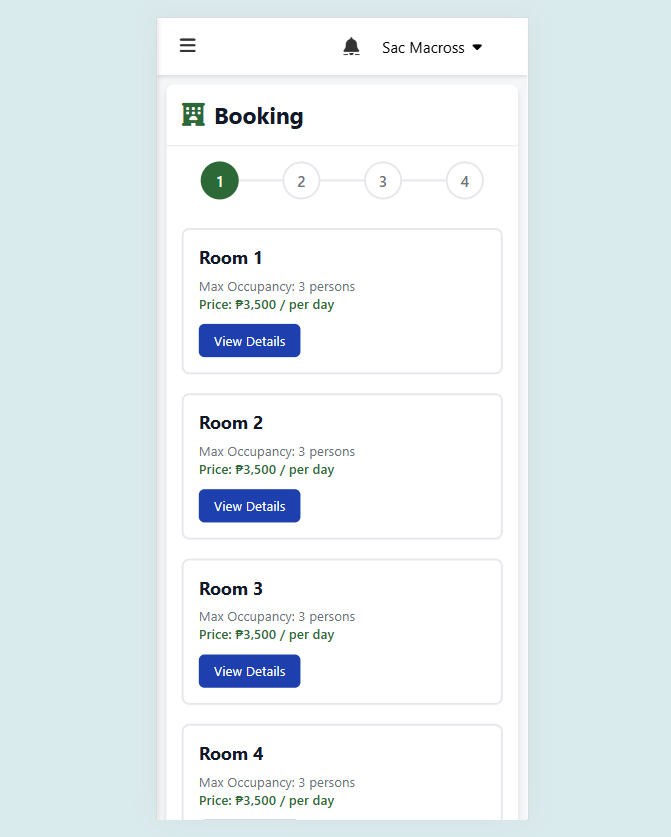 Sac Macross
Booking
1 2 3 4
Room 1
Max Occupancy: 3 persons
Price: ₱3,500 / per day
View Details
Room 2
Max Occupancy: 3 persons
Price: ₱3,500 / per day
View Details
Room 3
Max Occupancy: 3 persons
Price: ₱3,500 / per day
View Details
Room 4
Max Occupancy: 3 persons
Price: ₱3,500 / per day